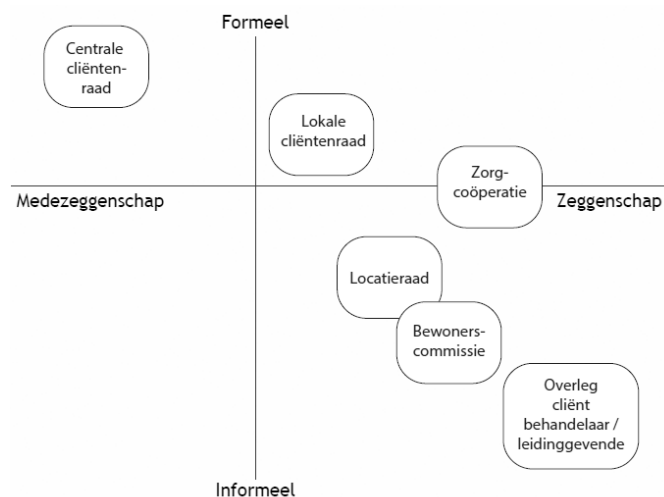 Formeel
Centrale
cliënten-
raad
Lokale
cliëntenraad
Zorg-
coöperatie
Medezeggenschap
Zeggenschap
Locatieraad
Bewoners-
commissie
Overleg
cliënt
behandelaar /
leidinggevende
Informeel